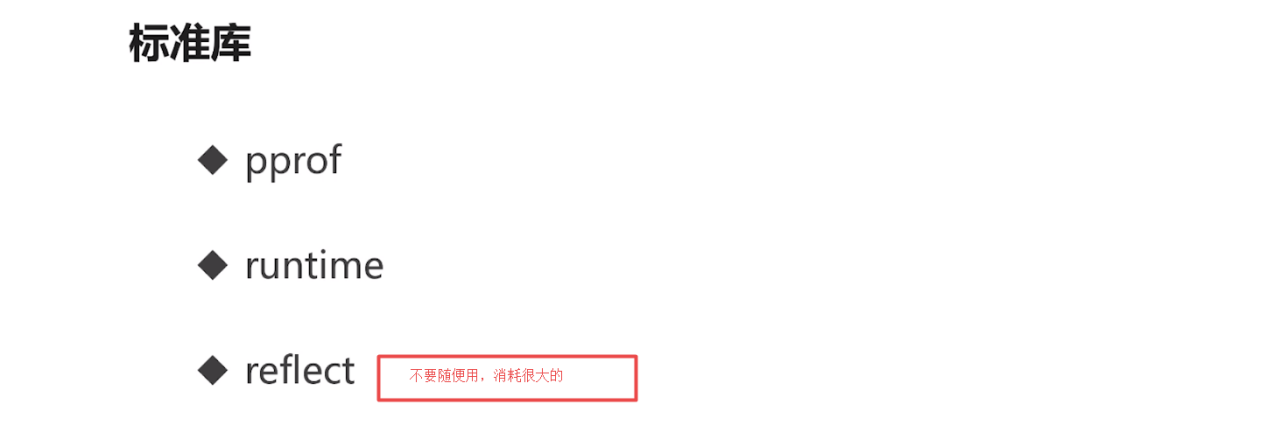 标准库
◆ pprof
◆ runtime
◆ reflect 不要随便用，消耗很大的